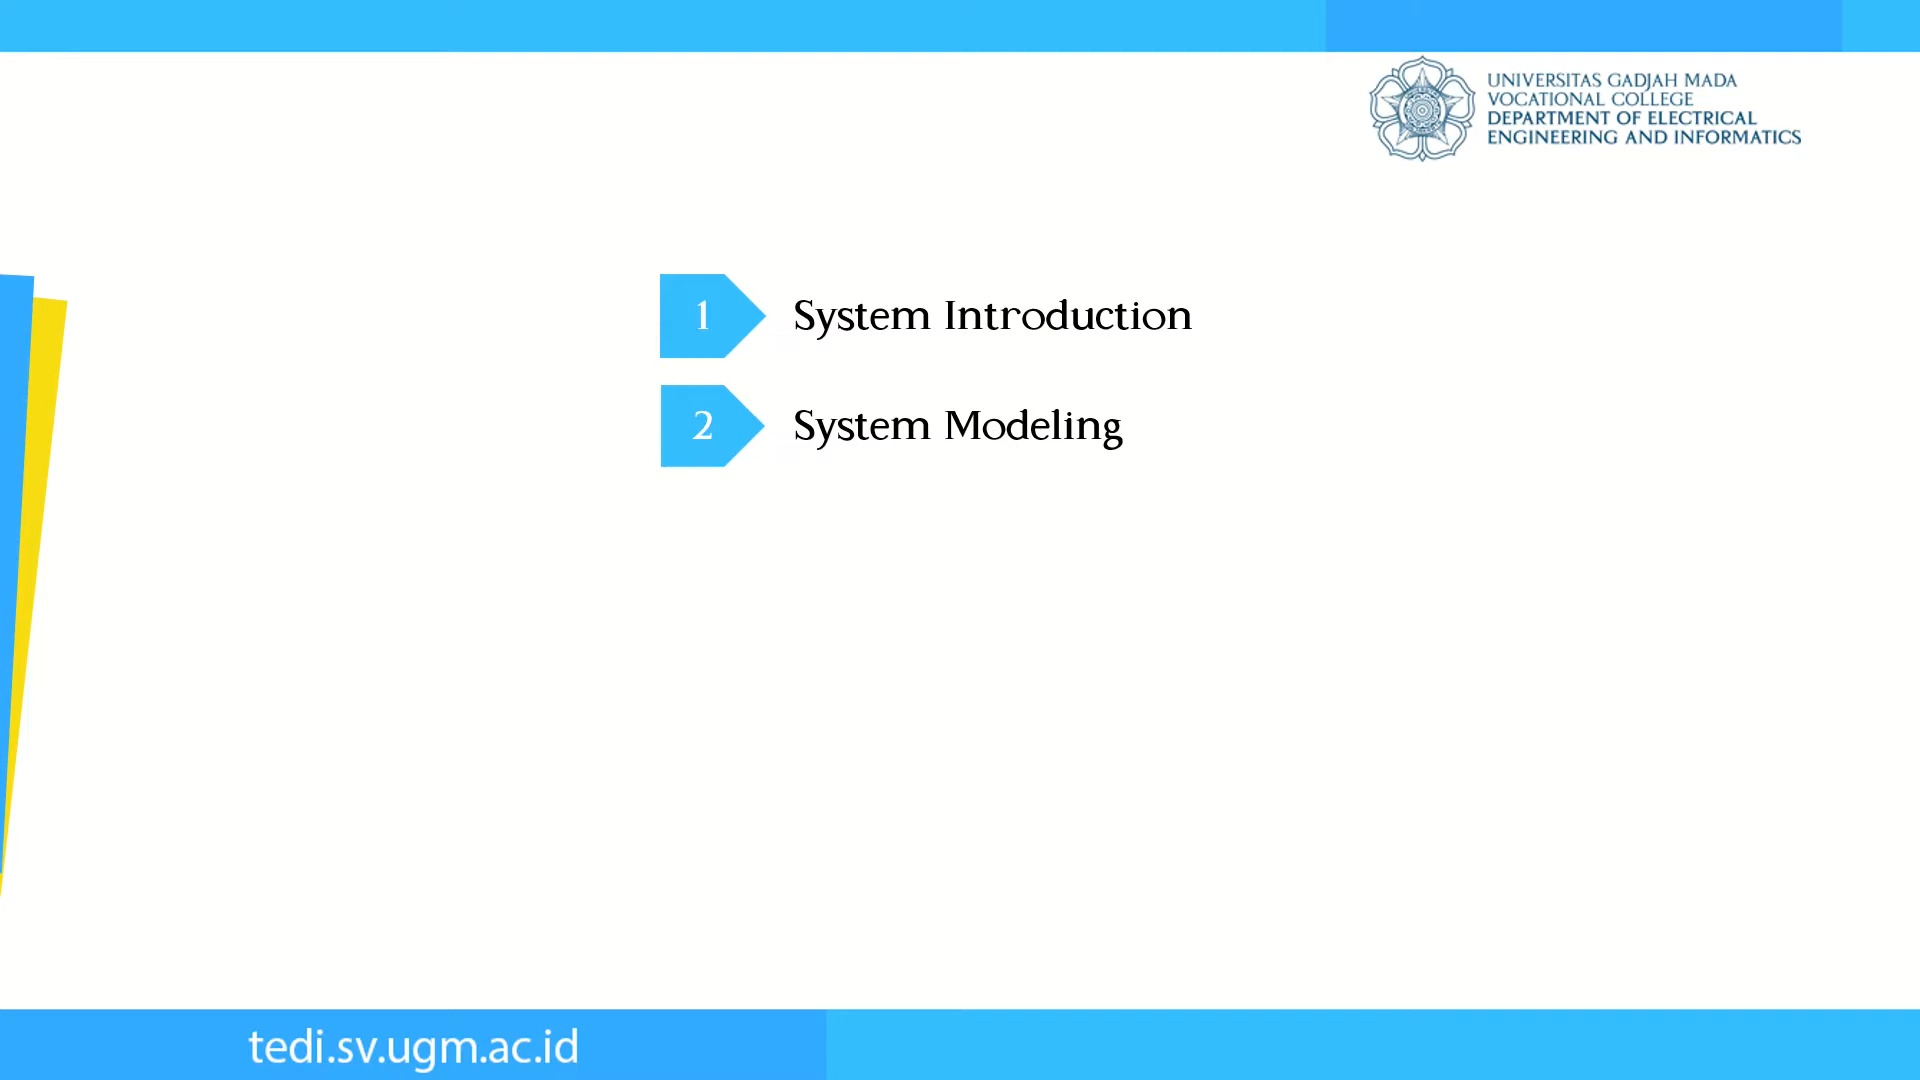 UNIVERSITAS GADJAH MADA
VOCATIONAL COLLEGE
DEPARTMENT OF ELECTRICAL
ENGINEERING AND INFORMATICS
1 System Introduction
2 System Modeling
tedi.sv.ugm.ac.id